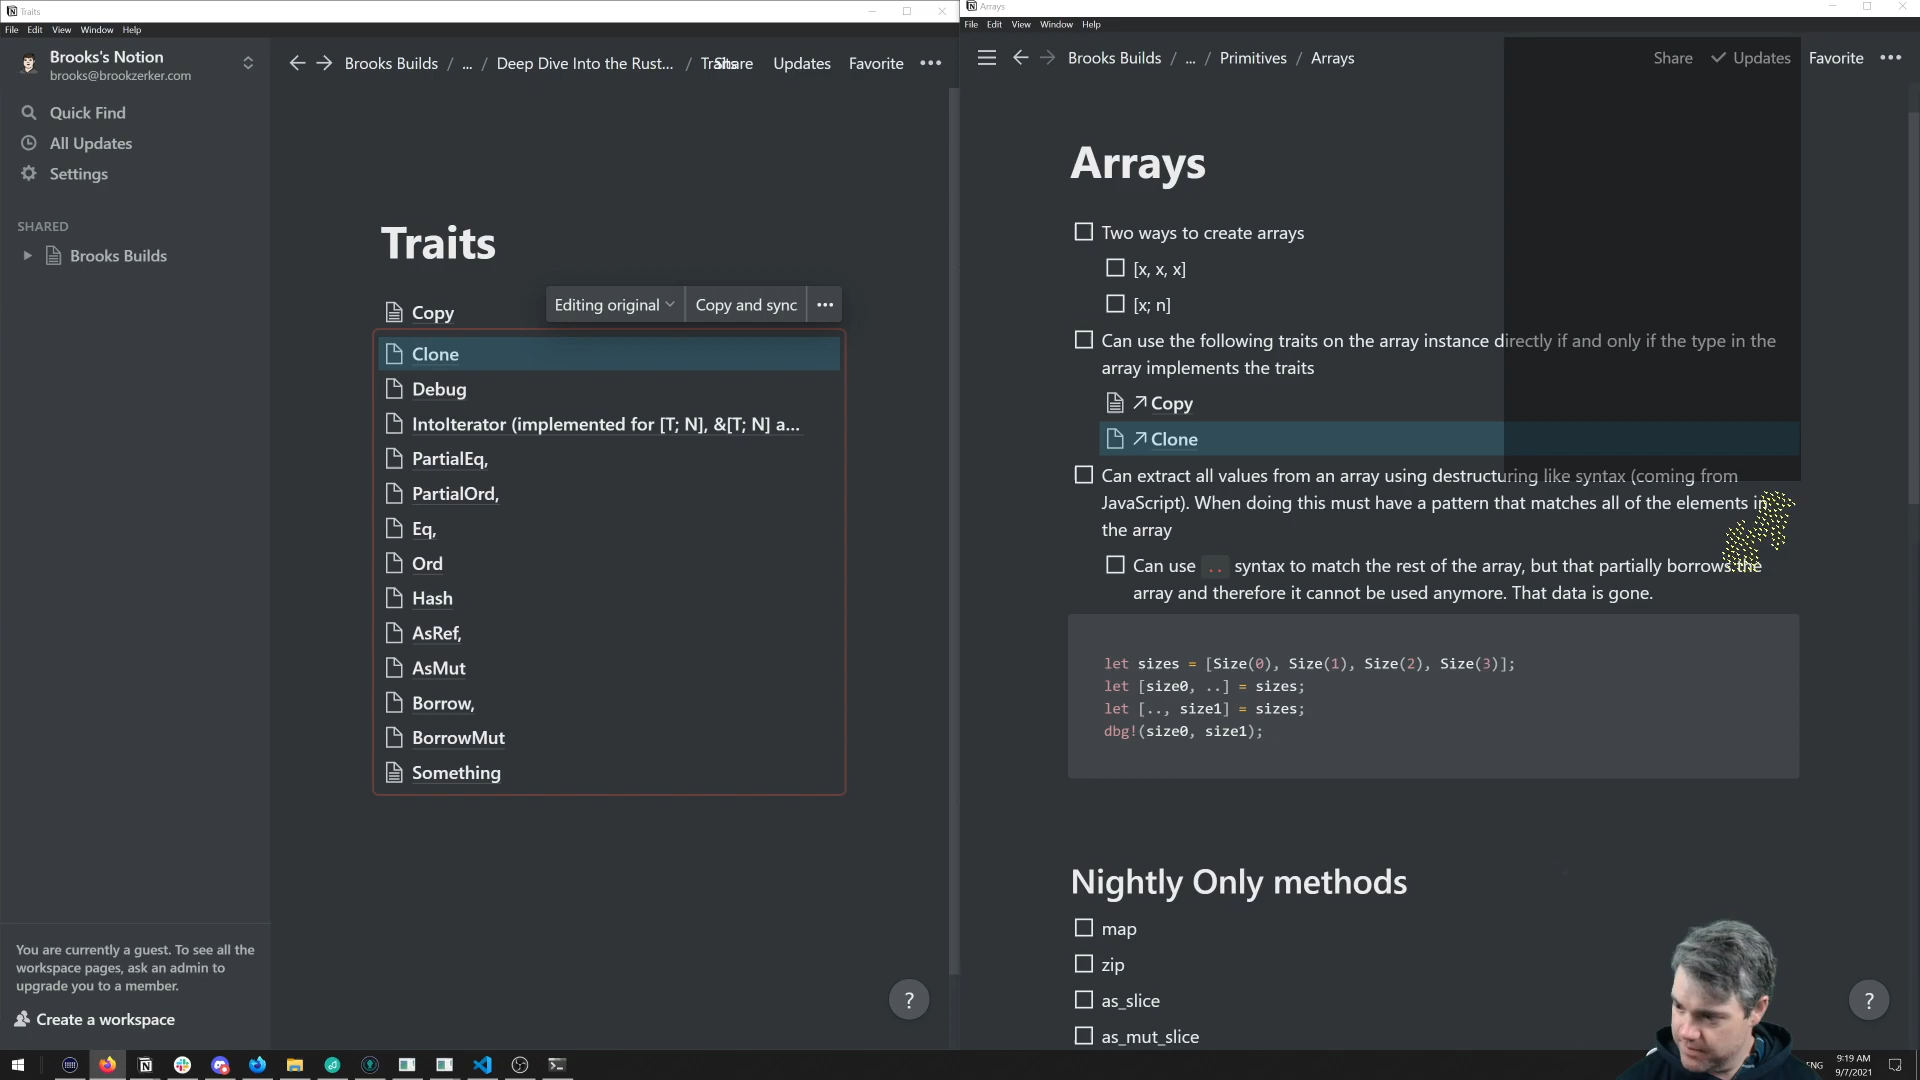 Traits
File Edit View Window Help
Brooks's Notion
brooks@brookzerker.com
Quick Find
All Updates
Settings
SHARED
Brooks Builds
You are currently a guest. To see all the
workspace pages, ask an admin to
upgrade you to a member.
Create a workspace
Brooks Builds / ... / Deep Dive Into the Rust... / Traits
Share Updates Favorite
Traits
Editing original Copy and sync
Copy
Clone
Debug
IntoIterator (implemented for [T; N], &[T; N] a...
PartialEq,
PartialOrd,
Eq,
Ord
Hash
AsRef,
AsMut
Borrow,
BorrowMut
Something
?
Arrays
File Edit View Window Help
Brooks Builds / ... / Primitives / Arrays
Share Updates Favorite
Arrays
Two ways to create arrays
[x, x, x]
[x; n]
Can use the following traits on the array instance directly if and only if the type in the
array implements the traits
Copy
Clone
Can extract all values from an array using destructuring like syntax (coming from
JavaScript). When doing this must have a pattern that matches all of the elements in
the array
Can use .. syntax to match the rest of the array, but that partially borrows the
array and therefore it cannot be used anymore. That data is gone.
let sizes = [Size(0), Size(1), Size(2), Size(3)];
let [size0, ..] = sizes;
let [.., size1] = sizes;
dbg!(size0, size1);
Nightly Only methods
map
zip
as_slice
as_mut_slice
?
ENG
9:19 AM
9/7/2021